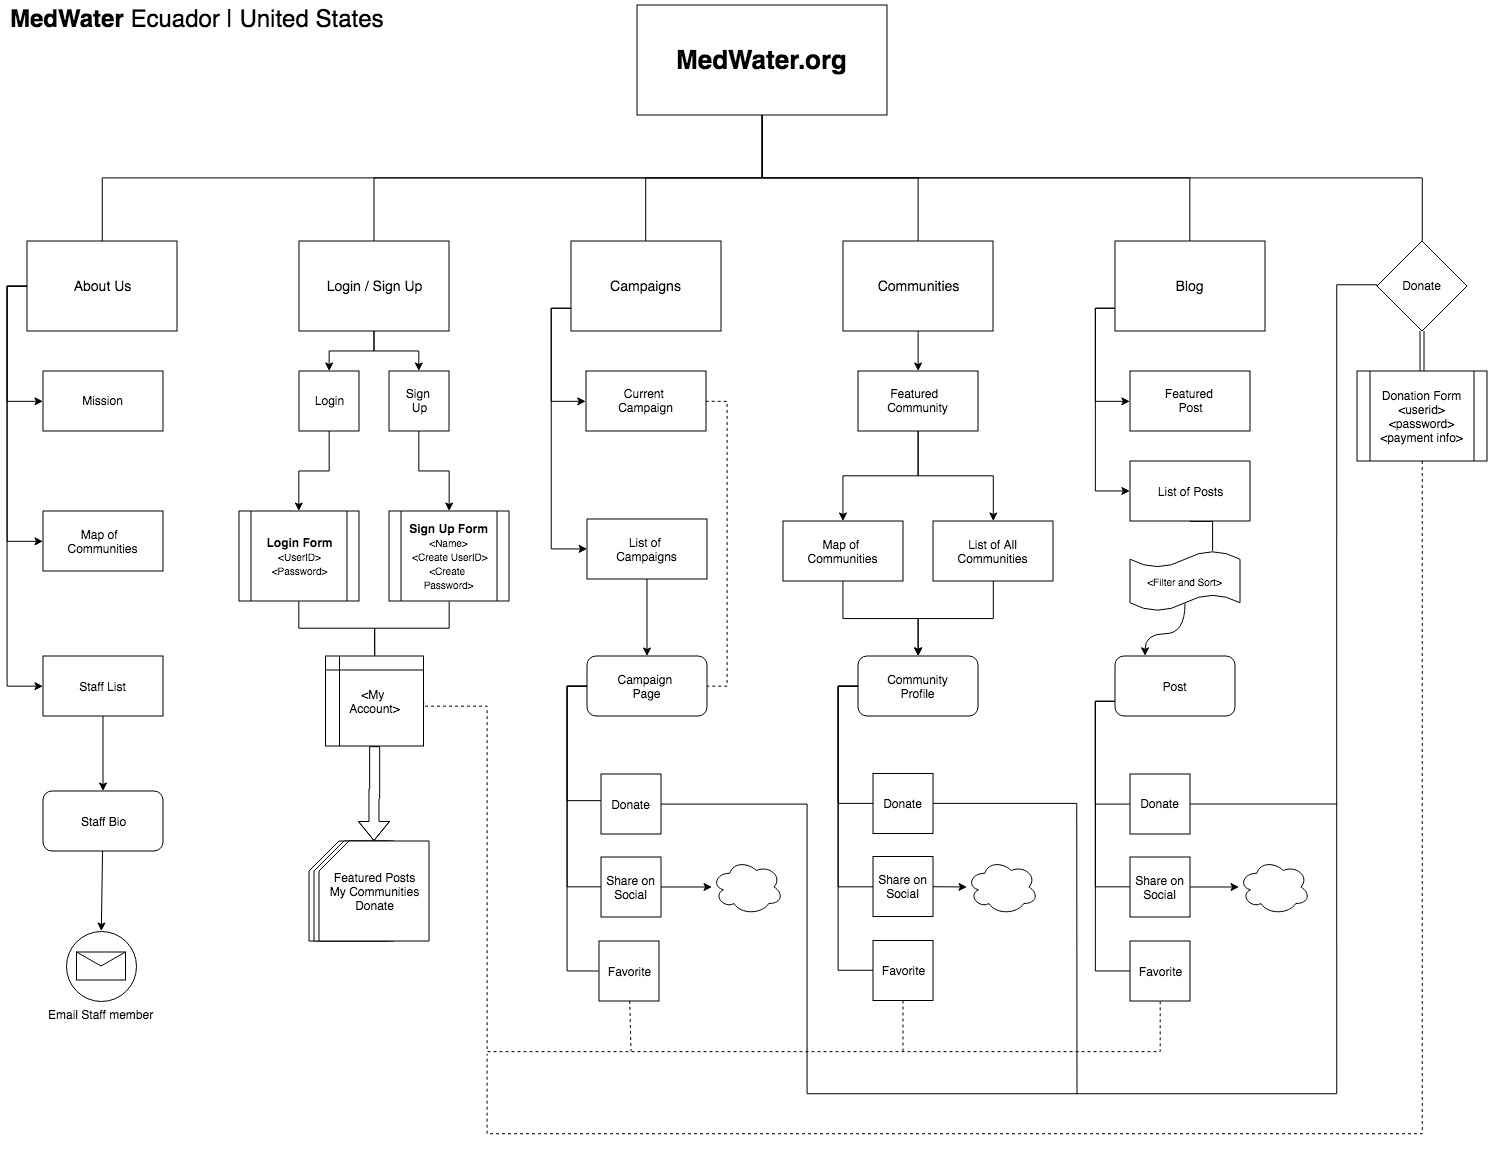 MedWater Ecuador | United States
MedWater.org
About Us
Login / Sign Up
Campaigns
Communities
Blog
Donate
Mission
Login
Sign
Up
Current
Campaign
Featured
Community
Featured
Post
Donation Form
<userid>
<password>
<payment info>
Map of
Communities
Login Form
<UserID>
<Password>
Sign Up Form
<Name>
<Create UserID>
<Create
Password>
List of
Campaigns
Map of
Communities
List of All
Communities
List of Posts
<Filter and Sort>
Staff List
<My
Account>
Campaign
Page
Community
Profile
Post
Staff Bio
Donate
Donate
Donate
Featured Posts
My Communities
Donate
Share on
Social
Share on
Social
Share on
Social
Favorite
Favorite
Favorite
Email Staff member